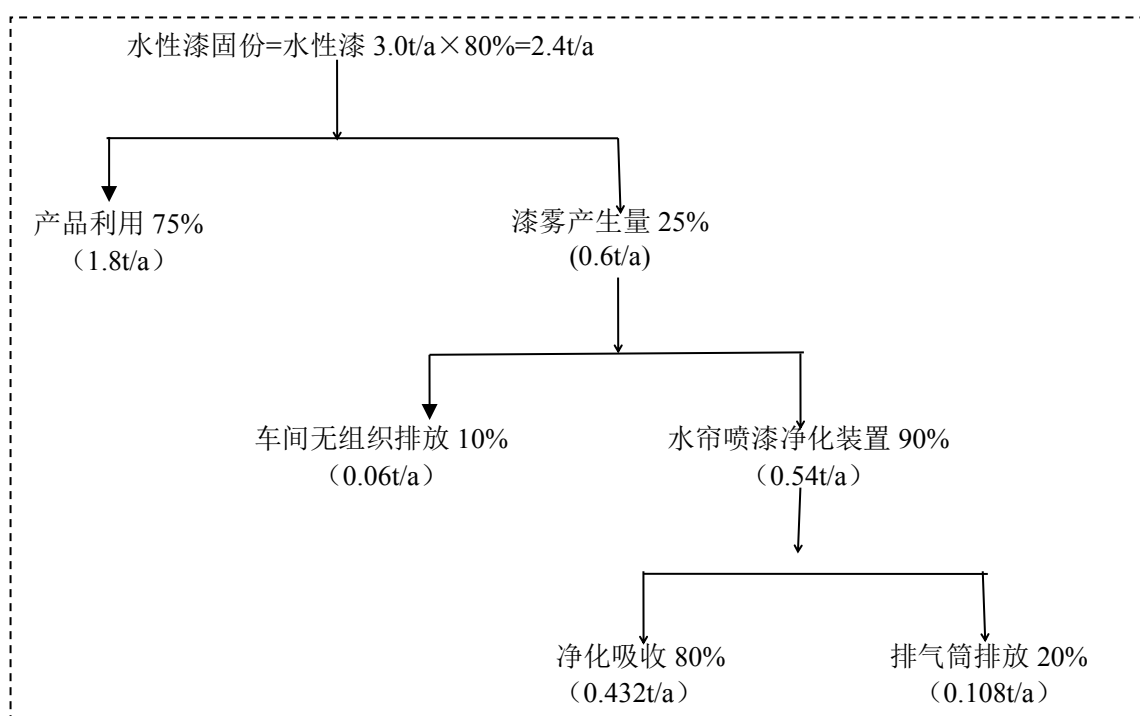 水性漆固份=水性漆 3.0t/a×80%=2.4t/a
产品利用 75%
（1.8t/a）
漆雾产生量 25%
(0.6t/a)
车间无组织排放 10%
（0.06t/a）
水帘喷漆净化装置 90%
（0.54t/a）
净化吸收 80%
（0.432t/a）
排气筒排放 20%
（0.108t/a）